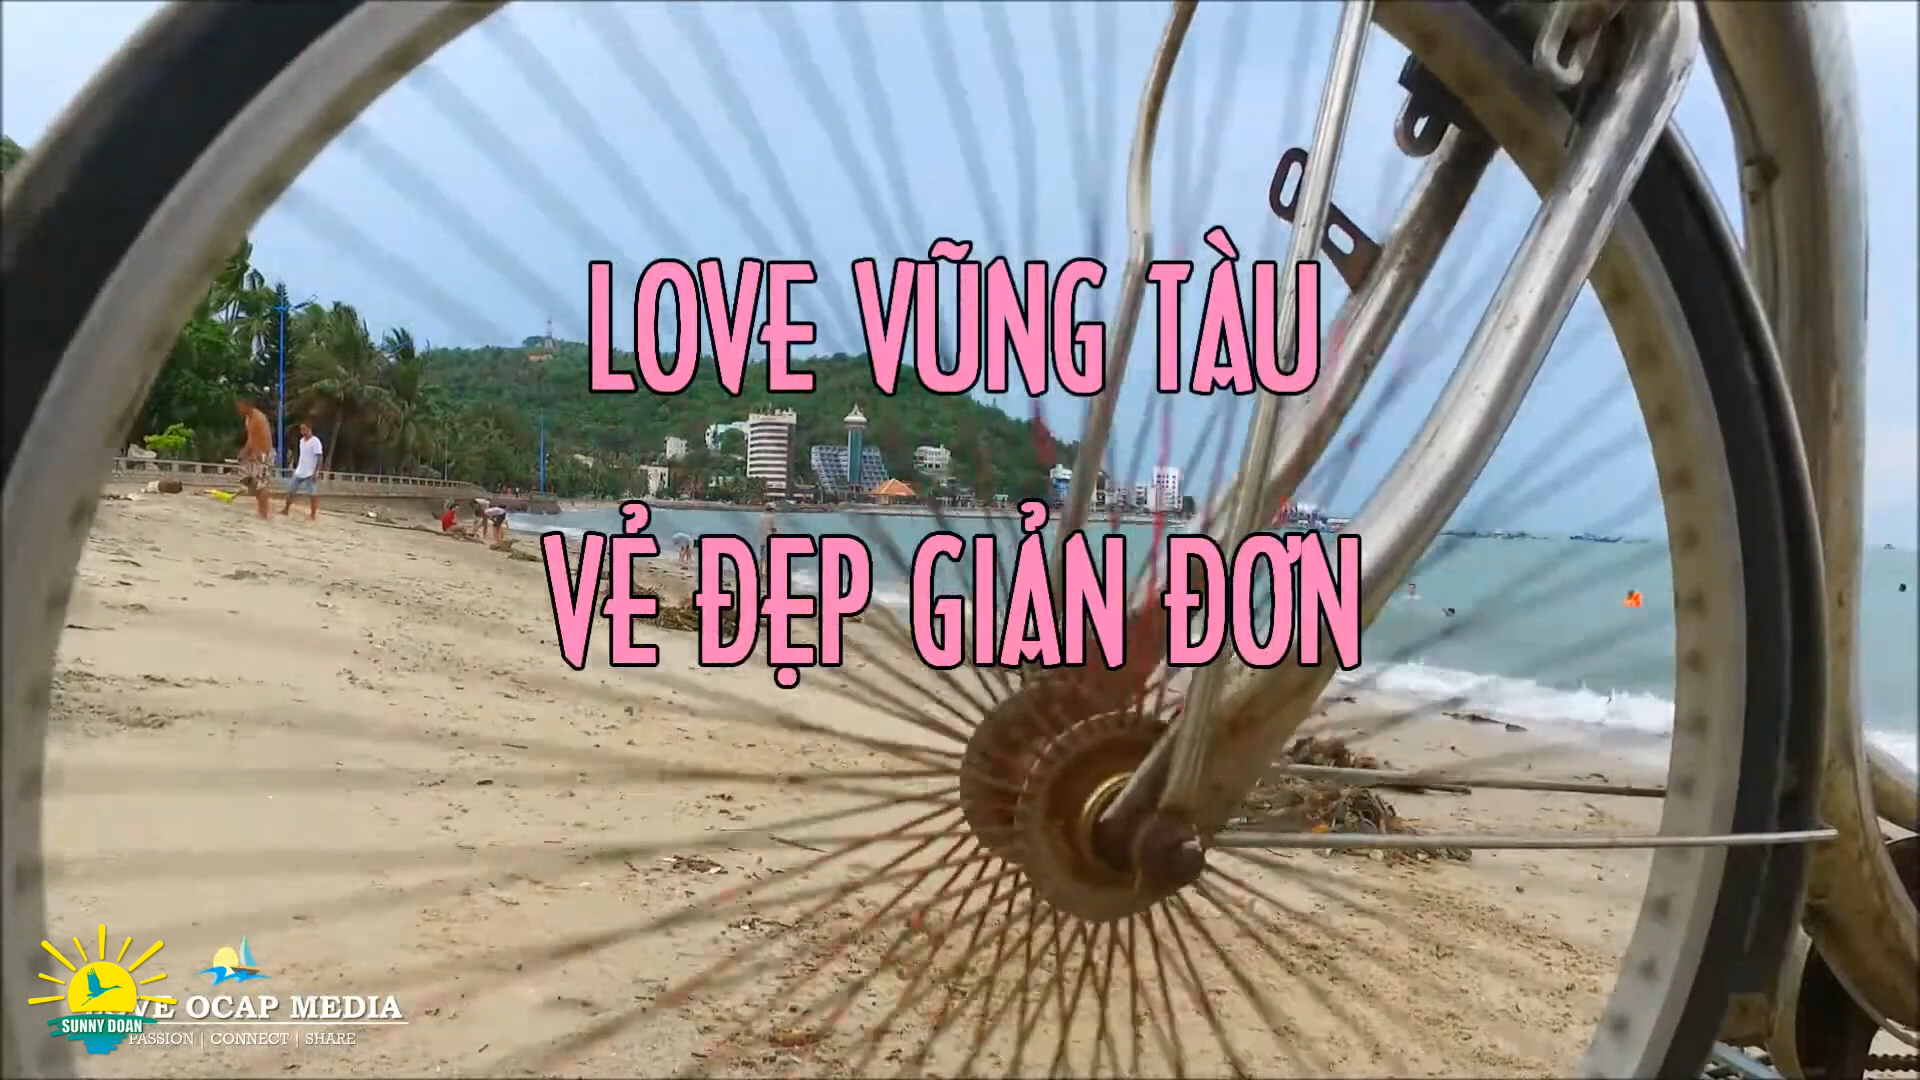 LOVE VŨNG TÀU
VẺ ĐẸP GIẢN ĐƠN
OCAP MEDIA
SUNNY DOAN
PASSION | CONNECT | SHARE